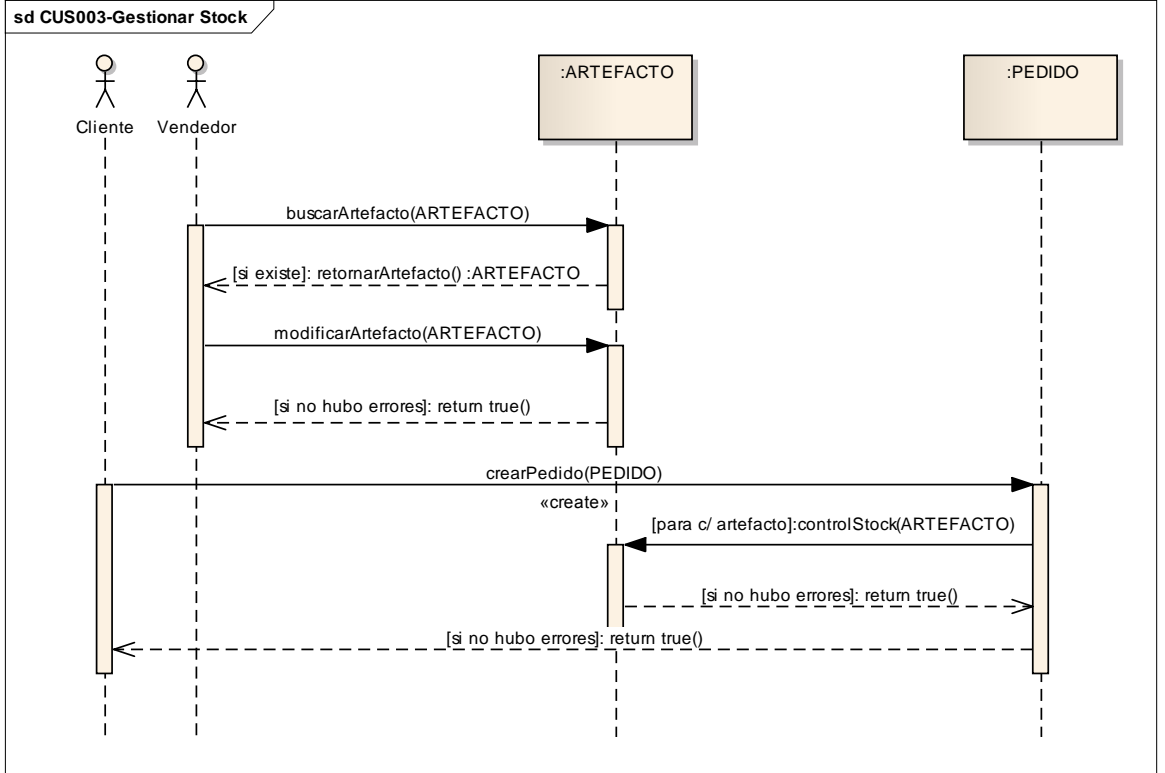 sd CUS003-Gestionar Stock
Cliente
Vendedor
:ARTEFACTO
:PEDIDO
buscarArtefacto(ARTEFACTO)
[si existe]: retornarArtefacto() :ARTEFACTO
modificarArtefacto(ARTEFACTO)
[si no hubo errores]: return true()
crearPedido(PEDIDO)
«create»
[para c/ artefacto]:controlStock(ARTEFACTO)
[si no hubo errores]: return true()
[si no hubo errores]: return true()